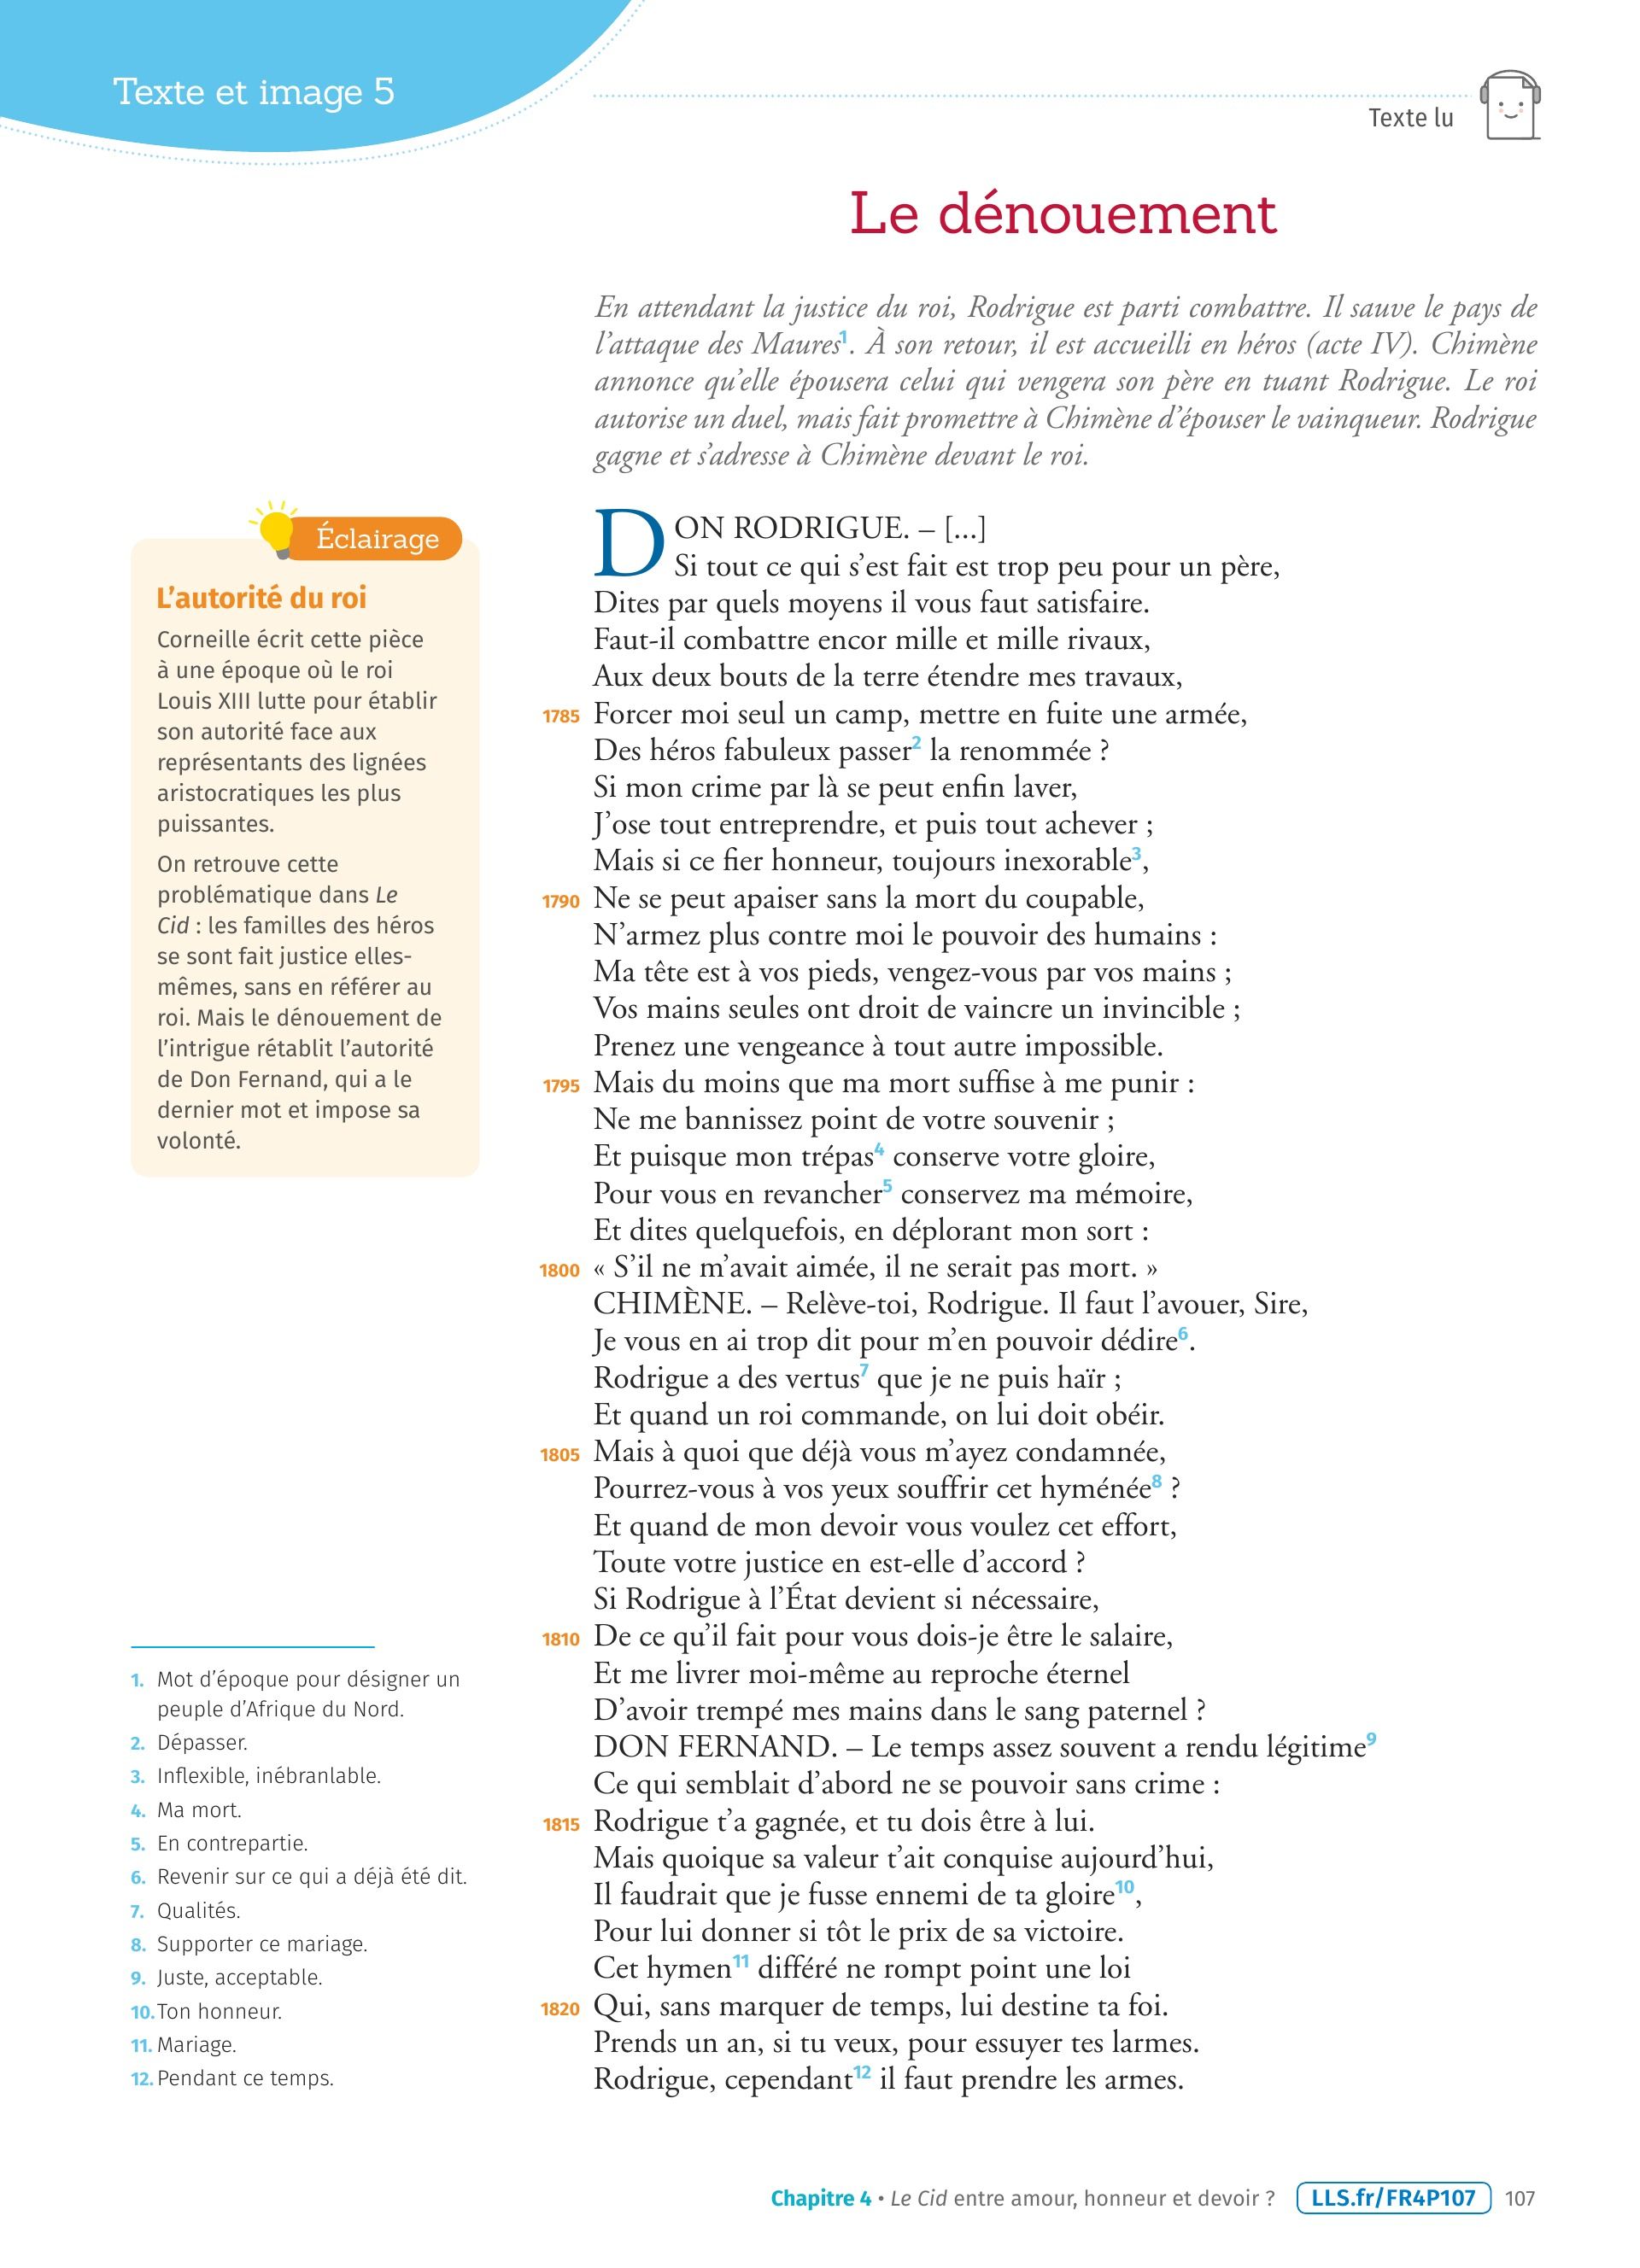 Texte et image 5
Texte lu
Le dénouement
En attendant la justice du roi, Rodrigue est parti combattre. Il sauve le pays de
l'attaque des Maures1. À son retour, il est accueilli en héros (acte IV). Chimène
annonce qu'elle épousera celui qui vengera son père en tuant Rodrigue. Le roi
autorise un duel, mais fait promettre à Chimène d'épouser le vainqueur. Rodrigue
gagne et s'adresse à Chimène devant le roi.
Éclairage
L'autorité du roi
Corneille écrit cette pièce
à une époque où le roi
Louis XIII lutte pour établir
son autorité face aux
représentants des lignées
aristocratiques les plus
puissantes.
On retrouve cette
problématique dans Le
Cid : les familles des héros
se sont fait justice elles-
mêmes, sans en référer au
roi. Mais le dénouement de
l'intrigue rétablit l'autorité
de Don Fernand, qui a le
dernier mot et impose sa
volonté.
DON RODRIGUE. – [...]
Si tout ce qui s'est fait est trop peu pour un père,
Dites par quels moyens il vous faut satisfaire.
Faut-il combattre encor mille et mille rivaux,
Aux deux bouts de la terre étendre mes travaux,
1785 Forcer moi seul un camp, mettre en fuite une armée,
Des héros fabuleux passer2 la renommée ?
Si mon crime par là se peut enfin laver,
J'ose tout entreprendre, et puis tout achever ;
Mais si ce fier honneur, toujours inexorable3,
1790 Ne se peut apaiser sans la mort du coupable,
N'armez plus contre moi le pouvoir des humains :
Ma tête est à vos pieds, vengez-vous par vos mains ;
Vos mains seules ont droit de vaincre un invincible ;
Prenez une vengeance à tout autre impossible.
1795 Mais du moins que ma mort suffise à me punir :
Ne me bannissez point de votre souvenir ;
Et puisque mon trépas4 conserve votre gloire,
Pour vous en revancher5 conservez ma mémoire,
Et dites quelquefois, en déplorant mon sort :
1800 « S'il ne m'avait aimée, il ne serait pas mort. »
CHIMÈNE. – Relève-toi, Rodrigue. Il faut l'avouer, Sire,
Je vous en ai trop dit pour m'en pouvoir dédire6.
Rodrigue a des vertus7 que je ne puis haïr ;
Et quand un roi commande, on lui doit obéir.
1805 Mais à quoi que déjà vous m'ayez condamnée,
Pourrez-vous à vos yeux souffrir cet hyménée8 ?
Et quand de mon devoir vous voulez cet effort,
Toute votre justice en est-elle d'accord ?
Si Rodrigue à l'État devient si nécessaire,
1810 De ce qu'il fait pour vous dois-je être le salaire,
Et me livrer moi-même au reproche éternel
D'avoir trempé mes mains dans le sang paternel ?
DON FERNAND. – Le temps assez souvent a rendu légitime9
Ce qui semblait d'abord ne se pouvoir sans crime :
1815 Rodrigue t'a gagnée, et tu dois être à lui.
Mais quoique sa valeur t'ait conquise aujourd'hui,
Il faudrait que je fusse ennemi de ta gloire10,
Pour lui donner si tôt le prix de sa victoire.
Cet hymen11 différé ne rompt point une loi
1820 Qui, sans marquer de temps, lui destine ta foi.
Prends un an, si tu veux, pour essuyer tes larmes.
Rodrigue, cependant12 il faut prendre les armes.
1. Mot d'époque pour désigner un
peuple d'Afrique du Nord.
2. Dépasser.
3. Inflexible, inébranlable.
4. Ma mort.
5. En contrepartie.
6. Revenir sur ce qui a déjà été dit.
7. Qualités.
8. Supporter ce mariage.
9. Juste, acceptable.
10. Ton honneur.
11. Mariage.
12. Pendant ce temps.
Chapitre 4 • Le Cid entre amour, honneur et devoir ? LLS.fr/FR4P107 107